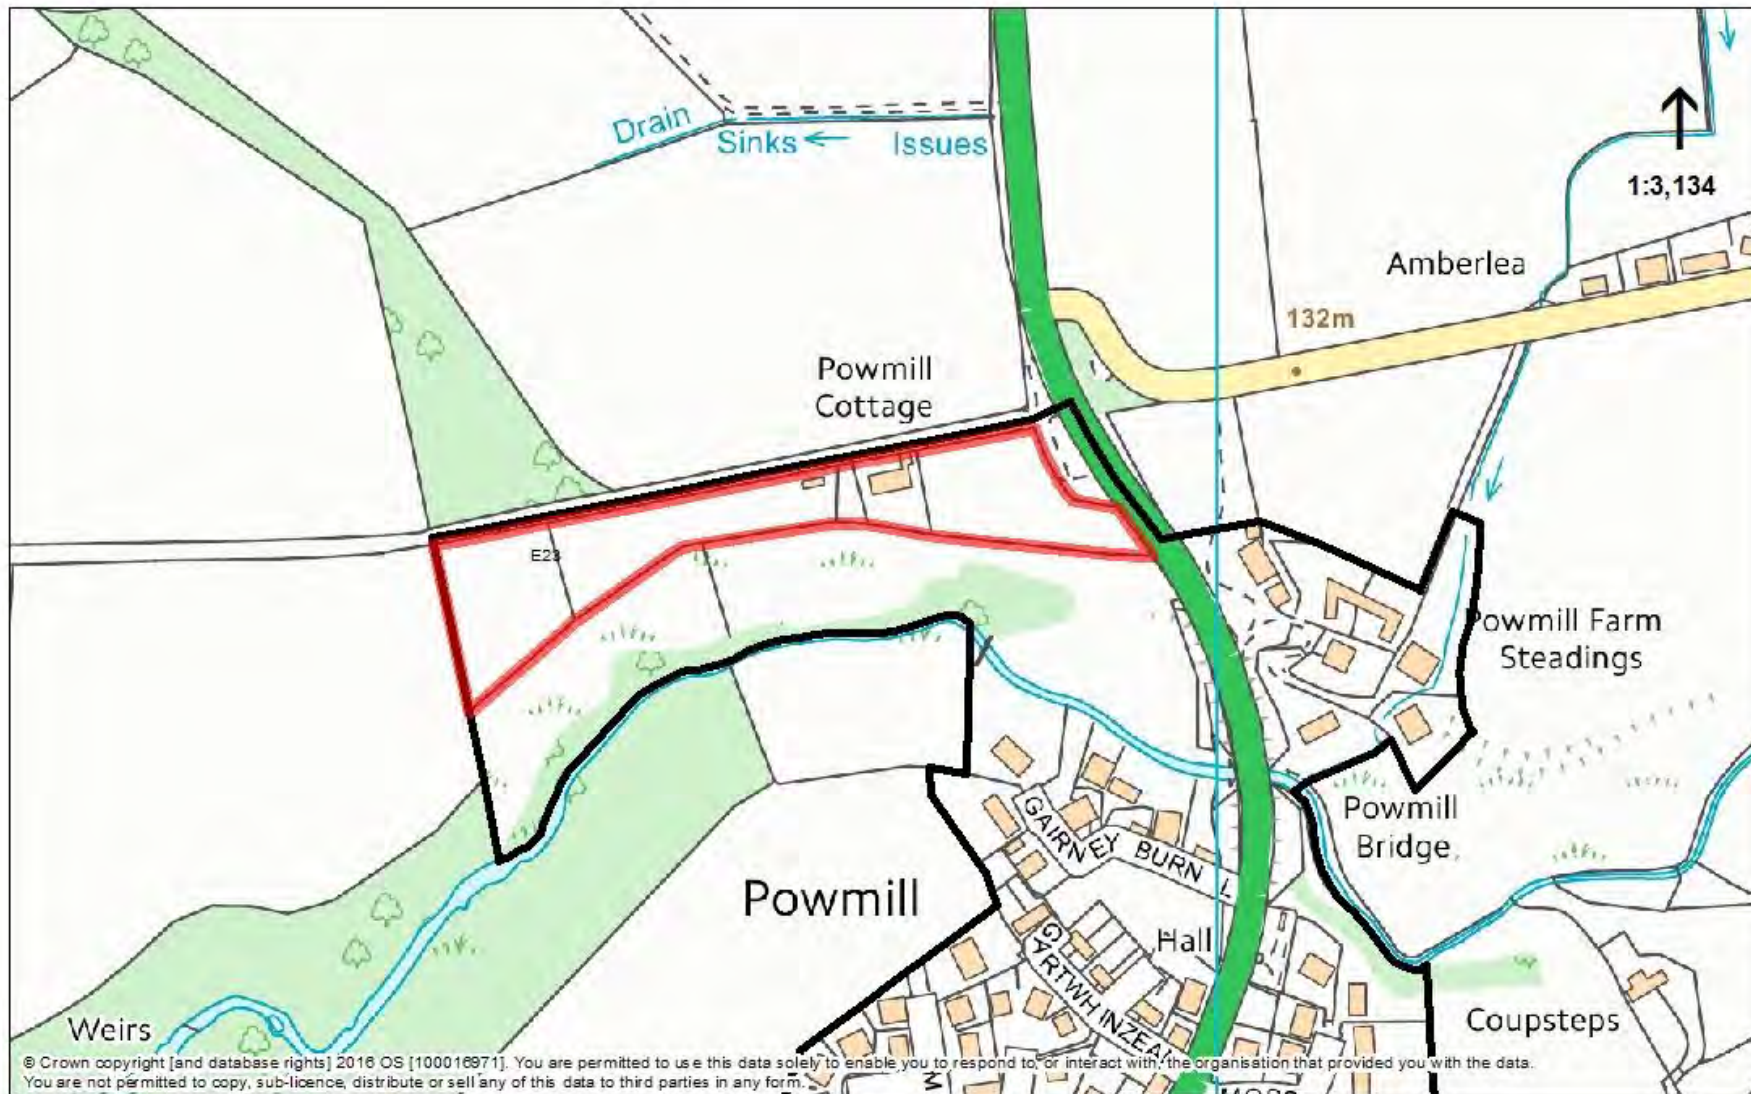 Drain
Sinks
Issues
1:3,134
Amberlea
132m
Powmill
Cottage
E23
Powmill Farm
Steadings
Powmill
Bridge
GAIRNEY BURN L
Powmill
Hall
GARTWHINZEAN
Weirs
Coupsteps
© Crown copyright [and database rights] 2016 OS [100016971]. You are permitted to use this data solely to enable you to respond to, or interact with, the organisation that provided you with the data.
You are not permitted to copy, sub-licence, distribute or sell any of this data to third parties in any form.
M